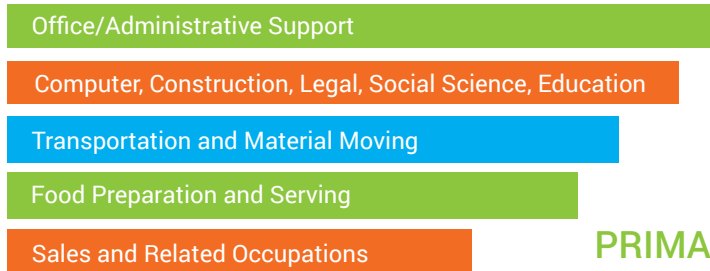 Office/Administrative Support
Computer, Construction, Legal, Social Science, Education
Transportation and Material Moving
Food Preparation and Serving
Sales and Related Occupations
PRIMA